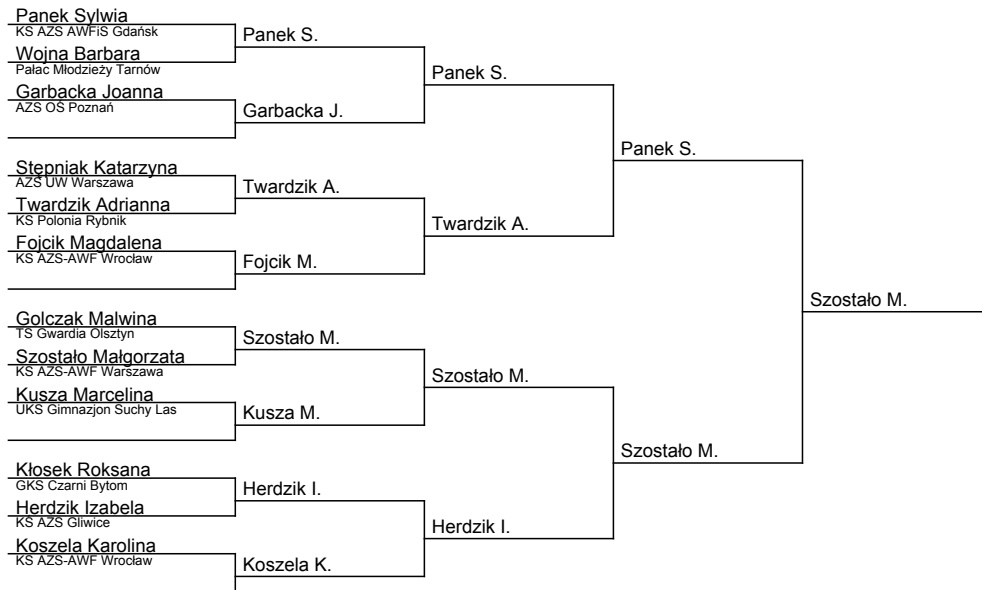 Panek Sylwia
KS AZS AWFiS Gdańsk
Panek S.
Wojna Barbara
Pałac Młodzieży Tarnów
Panek S.
Garbacka Joanna
AZS OŚ Poznań
Garbacka J.
Panek S.
Stępniak Katarzyna
AZS UW Warszawa
Twardzik A.
Twardzik Adrianna
KS Polonia Rybnik
Twardzik A.
Fojcik Magdalena
KS AZS-AWF Wrocław
Fojcik M.
Szostało M.
Golczak Malwina
TS Gwardia Olsztyn
Szostało M.
Szostało Małgorzata
KS AZS-AWF Warszawa
Szostało M.
Kusza Marcelina
UKS Gimnazjon Suchy Las
Kusza M.
Szostało M.
Kłosek Roksana
GKS Czarni Bytom
Herdzik I.
Herdzik Izabela
KS AZS Gliwice
Herdzik I.
Koszela Karolina
KS AZS-AWF Wrocław
Koszela K.